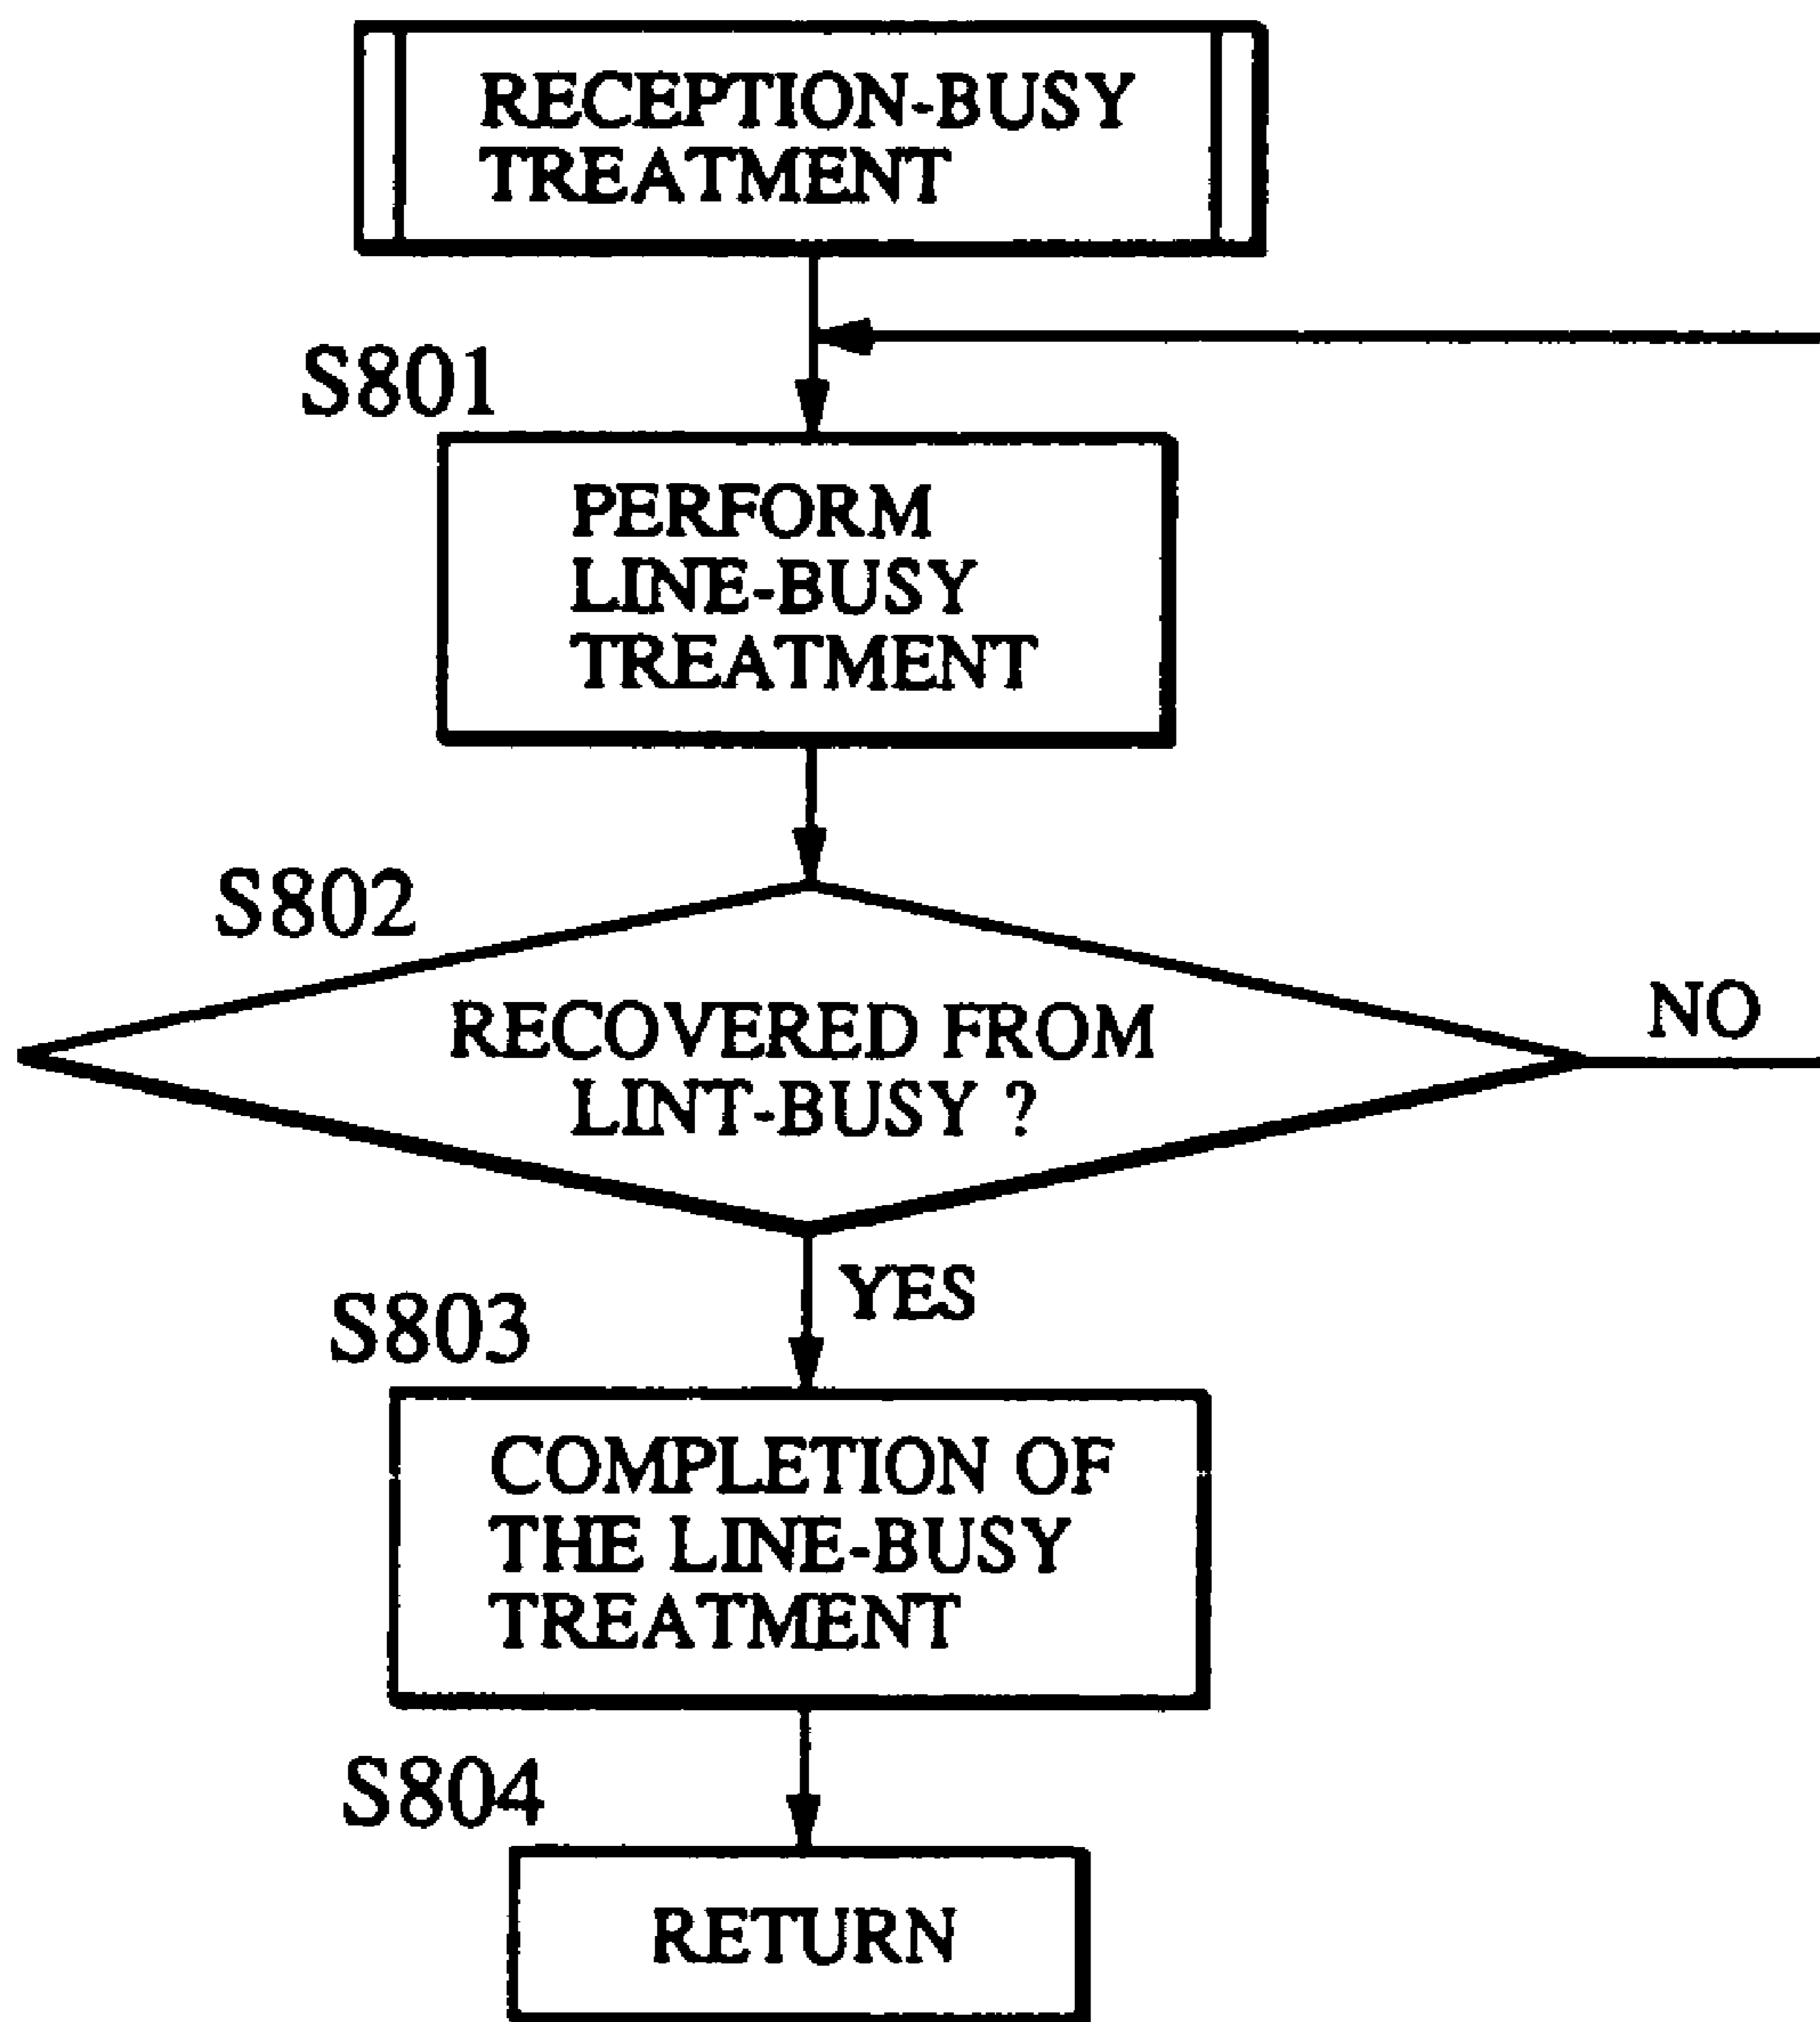 RECEPTION-BUSY
TREATMENT
S801
PERFORM
LINE-BUSY
TREATMENT
S802
RECOVERED FROM
LINT-BUSY ?
NO
YES
S803
COMPLETION OF
THE LINE-BUSY
TREATMENT
S804
RETURN